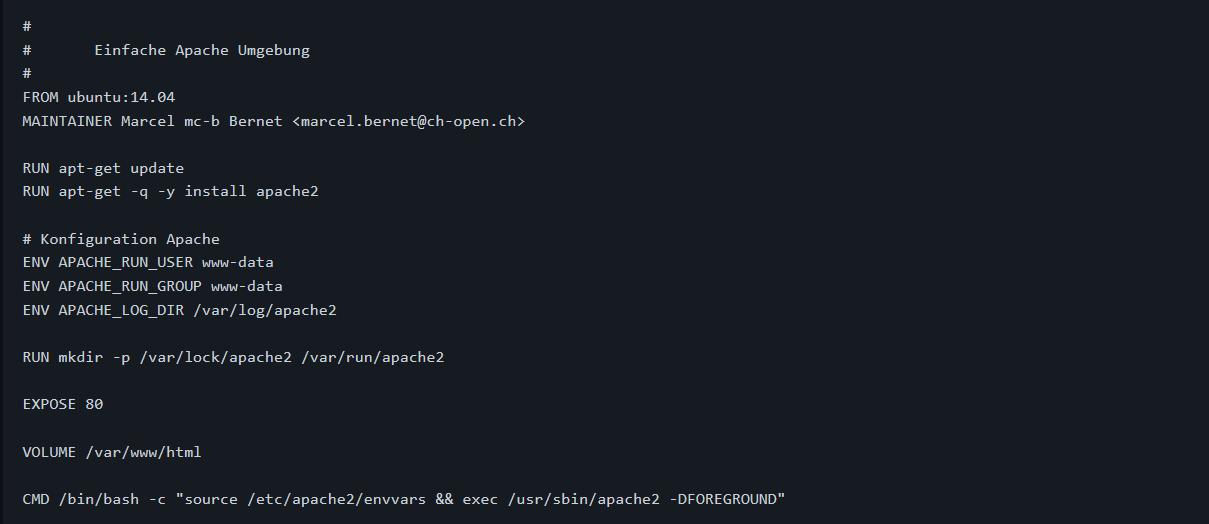 #
#       Einfache Apache Umgebung
#
FROM ubuntu:14.04
MAINTAINER Marcel mc-b Bernet <marcel.bernet@ch-open.ch>

RUN apt-get update
RUN apt-get -q -y install apache2

# Konfiguration Apache
ENV APACHE_RUN_USER www-data
ENV APACHE_RUN_GROUP www-data
ENV APACHE_LOG_DIR /var/log/apache2

RUN mkdir -p /var/lock/apache2 /var/run/apache2

EXPOSE 80

VOLUME /var/www/html

CMD /bin/bash -c "source /etc/apache2/envvars && exec /usr/sbin/apache2 -DFOREGROUND"